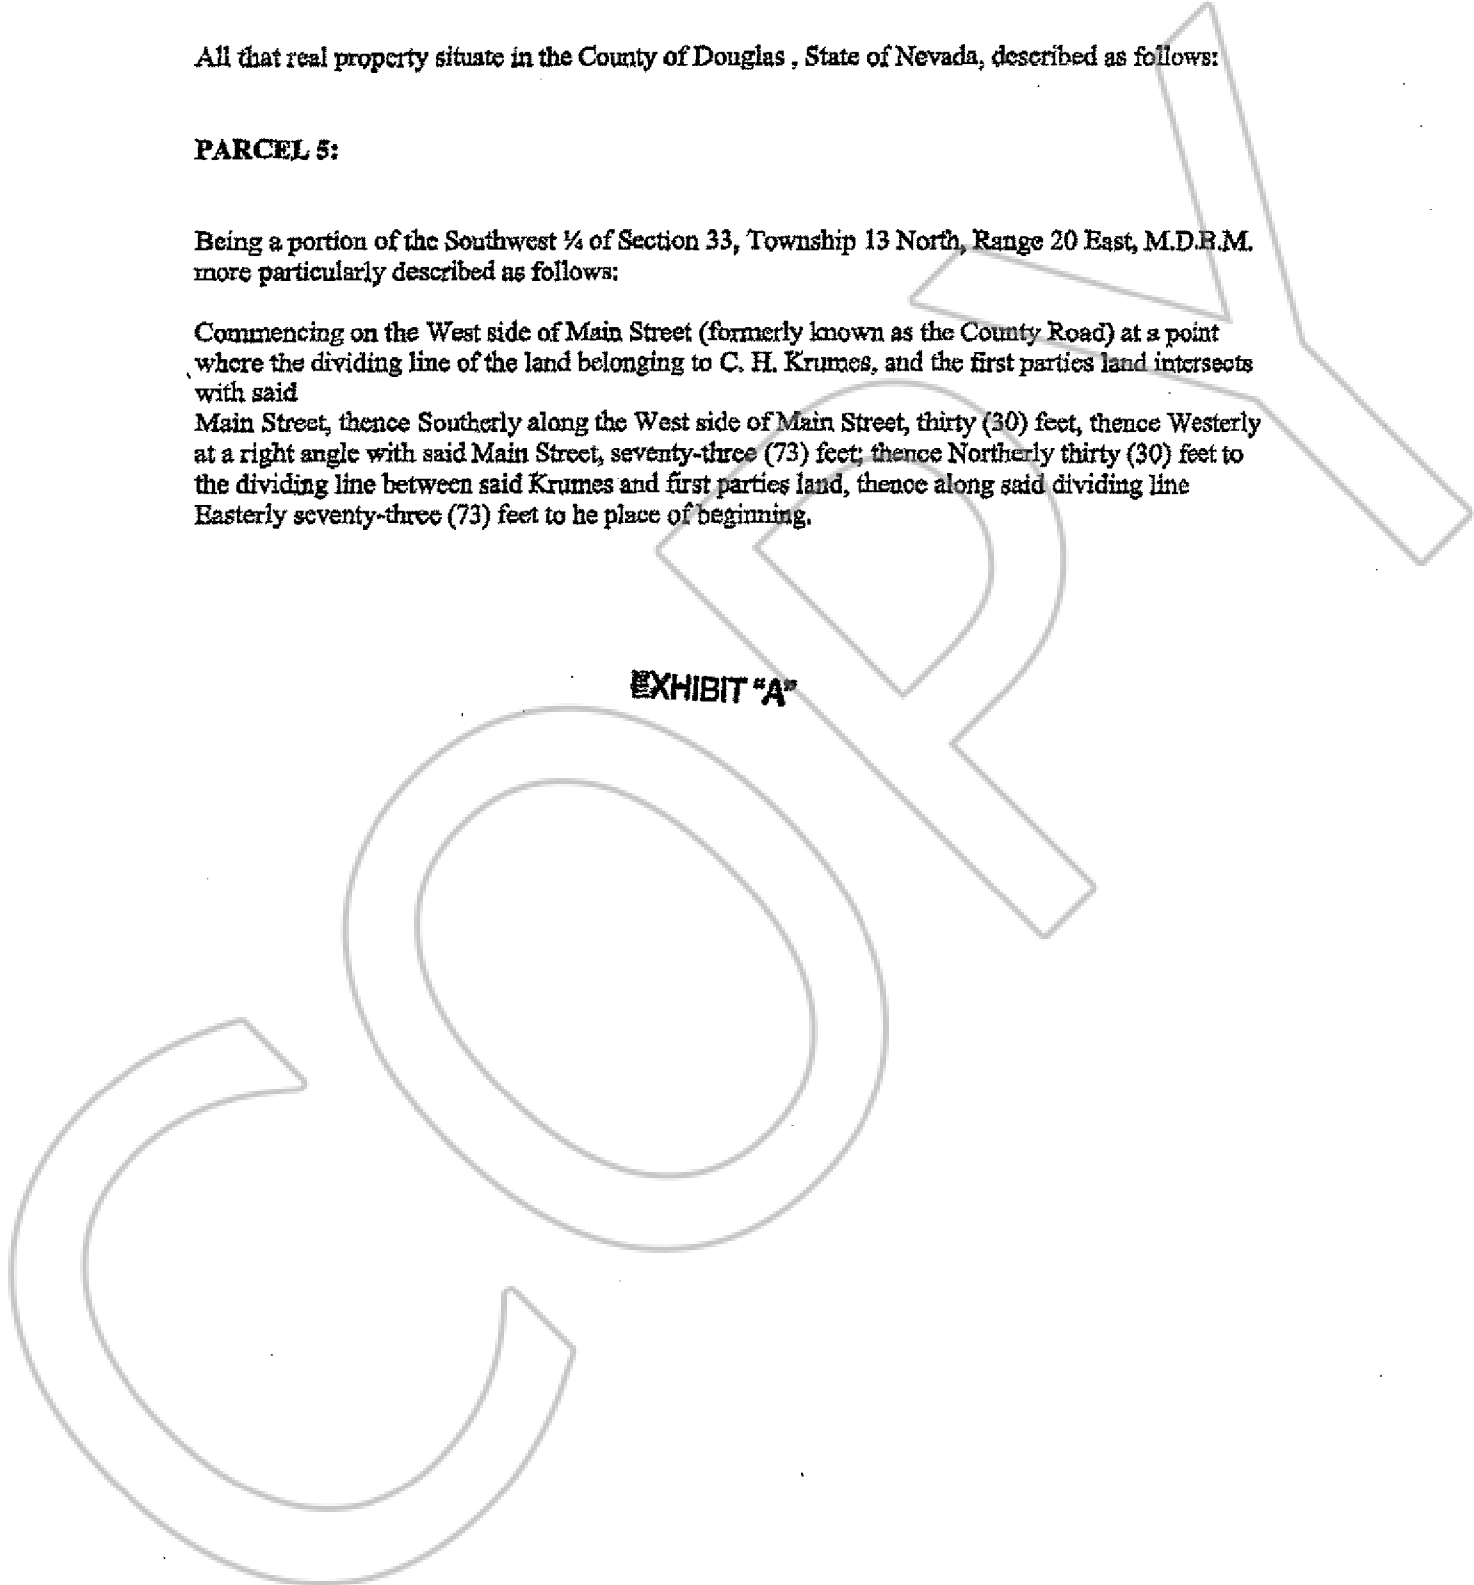 All that real property situate in the County of Douglas , State of Nevada, described as follows:
PARCEL 5:
Being a portion of the Southwest ¼ of Section 33, Township 13 North, Range 20 East, M.D.B.M.
more particularly described as follows:
Commencing on the West side of Main Street (formerly known as the County Road) at a point
where the dividing line of the land belonging to C. H. Krumes, and the first parties land intersects
with said
Main Street, thence Southerly along the West side of Main Street, thirty (30) feet, thence Westerly
at a right angle with said Main Street, seventy-three (73) feet; thence Northerly thirty (30) feet to
the dividing line between said Krumes and first parties land, thence along said dividing line
Easterly seventy-three (73) feet to he place of beginning.
EXHIBIT "A"
COPY